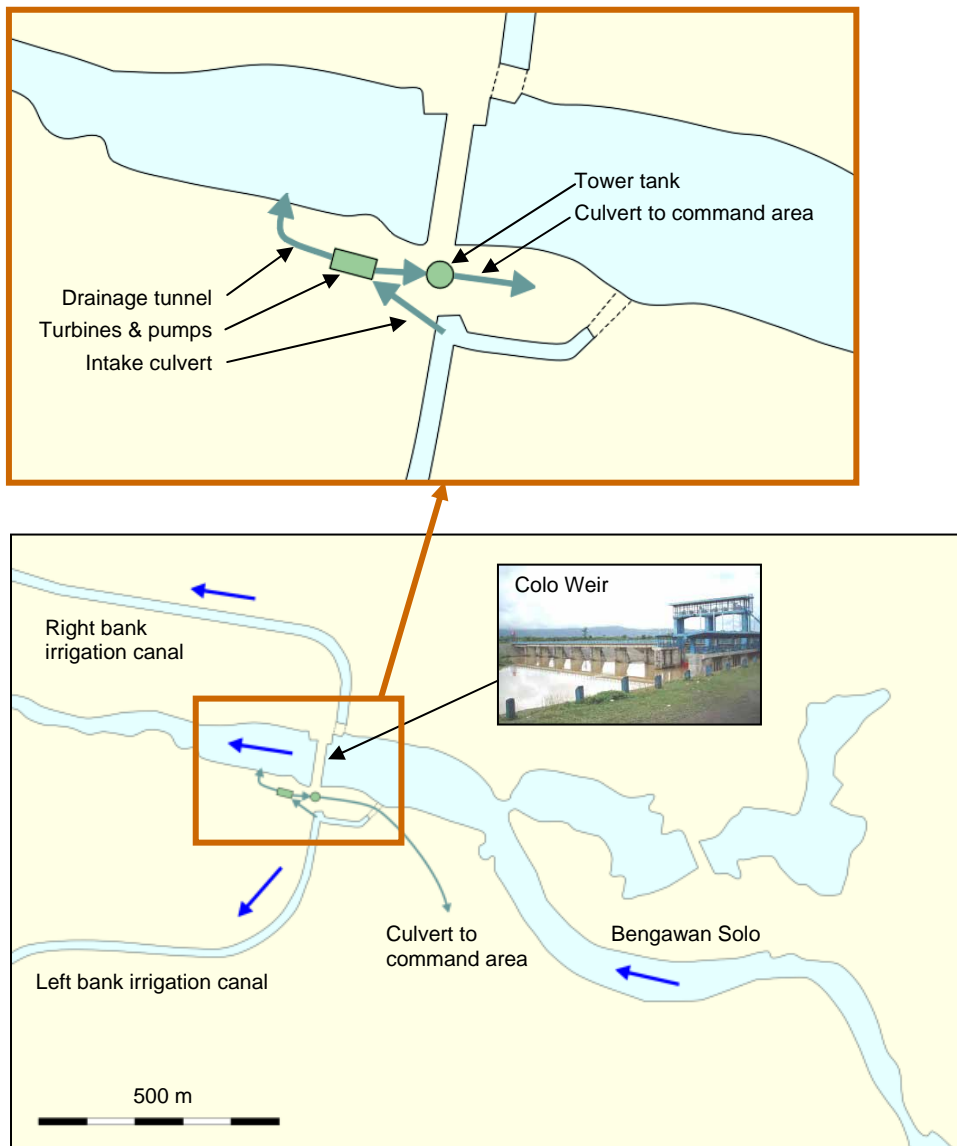 Tower tank
Culvert to command area
Drainage tunnel
Turbines & pumps
Intake culvert
Colo Weir
Right bank
irrigation canal
Culvert to
command area
Bengawan Solo
Left bank irrigation canal
500 m